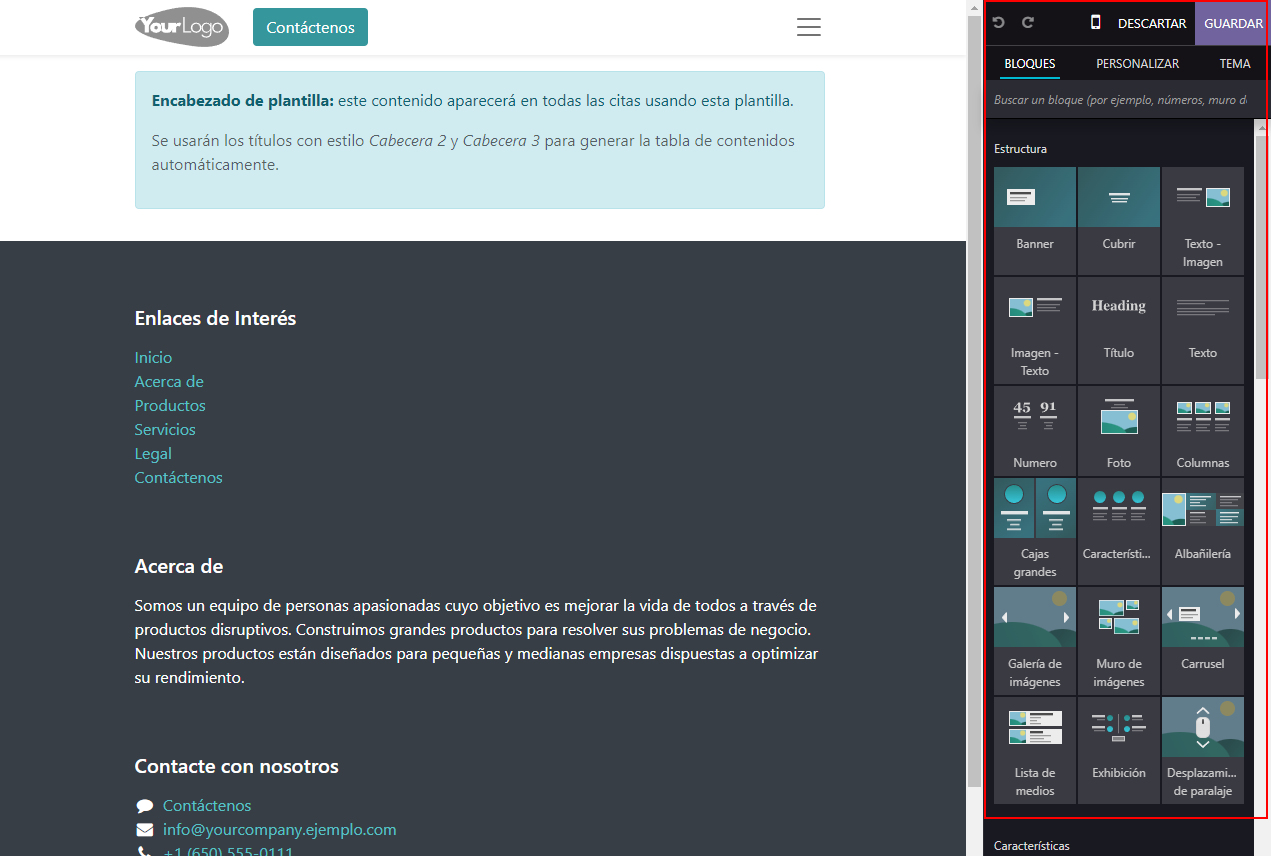 YourLogo
Contáctenos
Encabezado de plantilla: este contenido aparecerá en todas las citas usando esta plantilla.
Se usarán los títulos con estilo Cabecera 2 y Cabecera 3 para generar la tabla de contenidos
automáticamente.
Enlaces de Interés
Inicio
Acerca de
Productos
Servicios
Legal
Contáctenos
Acerca de
Somos un equipo de personas apasionadas cuyo objetivo es mejorar la vida de todos a través de
productos disruptivos. Construimos grandes productos para resolver sus problemas de negocio.
Nuestros productos están diseñados para pequeñas y medianas empresas dispuestas a optimizar
su rendimiento.
Contacte con nosotros
Contáctenos
info@yourcompany.ejemplo.com
+1 (650) 555-0111
DESCARTAR GUARDAR
BLOQUES PERSONALIZAR TEMA
Buscar un bloque (por ejemplo, números, muro d
Estructura
Banner
Cubrir
Texto -
Imagen
Imagen -
Texto
Heading
Título
Texto
45 91
Numero
Foto
Columnas
Cajas
grandes
Característi...
Albañilería
Galería de
imágenes
Muro de
imágenes
Carrusel
Lista de
medios
Exhibición
Desplazami...
de paralaje
Características